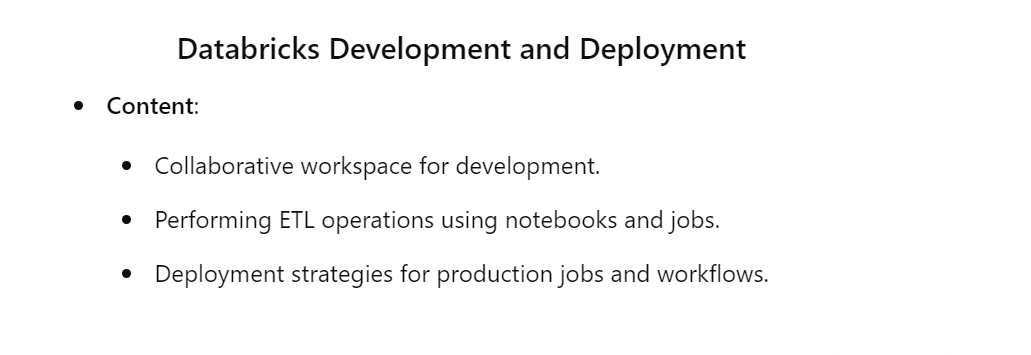 Databricks Development and Deployment
• Content:
• Collaborative workspace for development.
• Performing ETL operations using notebooks and jobs.
• Deployment strategies for production jobs and workflows.